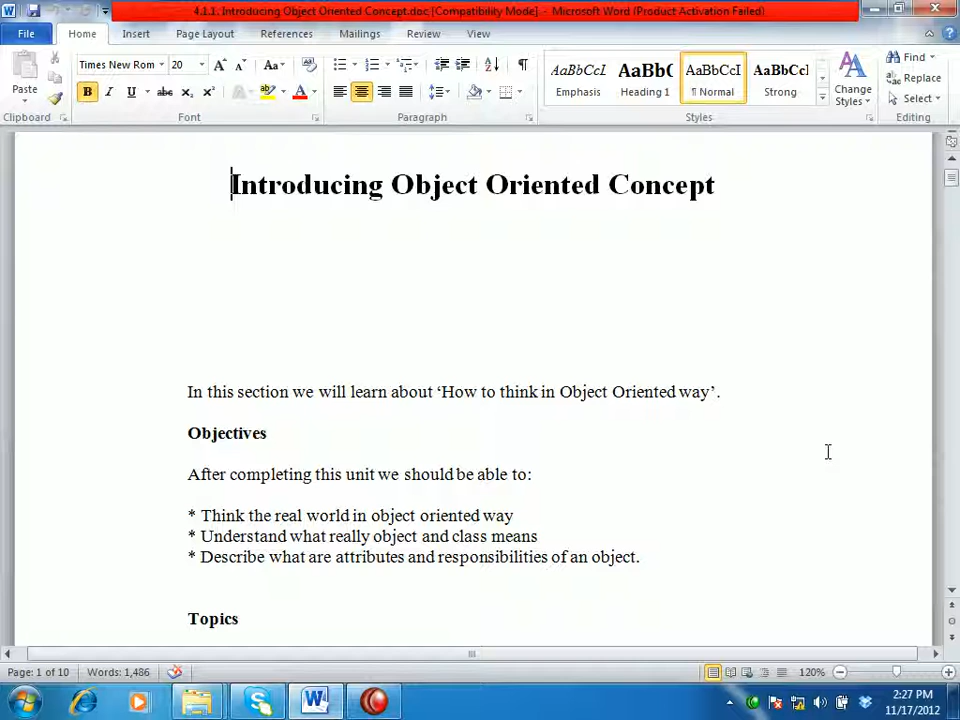 4.1.1. Introducing Object Oriented Concept.doc [Compatibility Mode] - Microsoft Word (Product Activation Failed)
File Home Insert Page Layout References Mailings Review View
Paste
Clipboard
Times New Rom 20
Font
Paragraph
AaBbCcI AaBbC AaBbCcI AaBbCcI
Emphasis Heading 1 ¶ Normal Strong
Change Styles
Styles
Find
Replace
Select
Editing
Introducing Object Oriented Concept
In this section we will learn about ‘How to think in Object Oriented way’.
Objectives
After completing this unit we should be able to:
* Think the real world in object oriented way
* Understand what really object and class means
* Describe what are attributes and responsibilities of an object.
Topics
Page: 1 of 10 Words: 1,486 120%
2:27 PM
11/17/2012